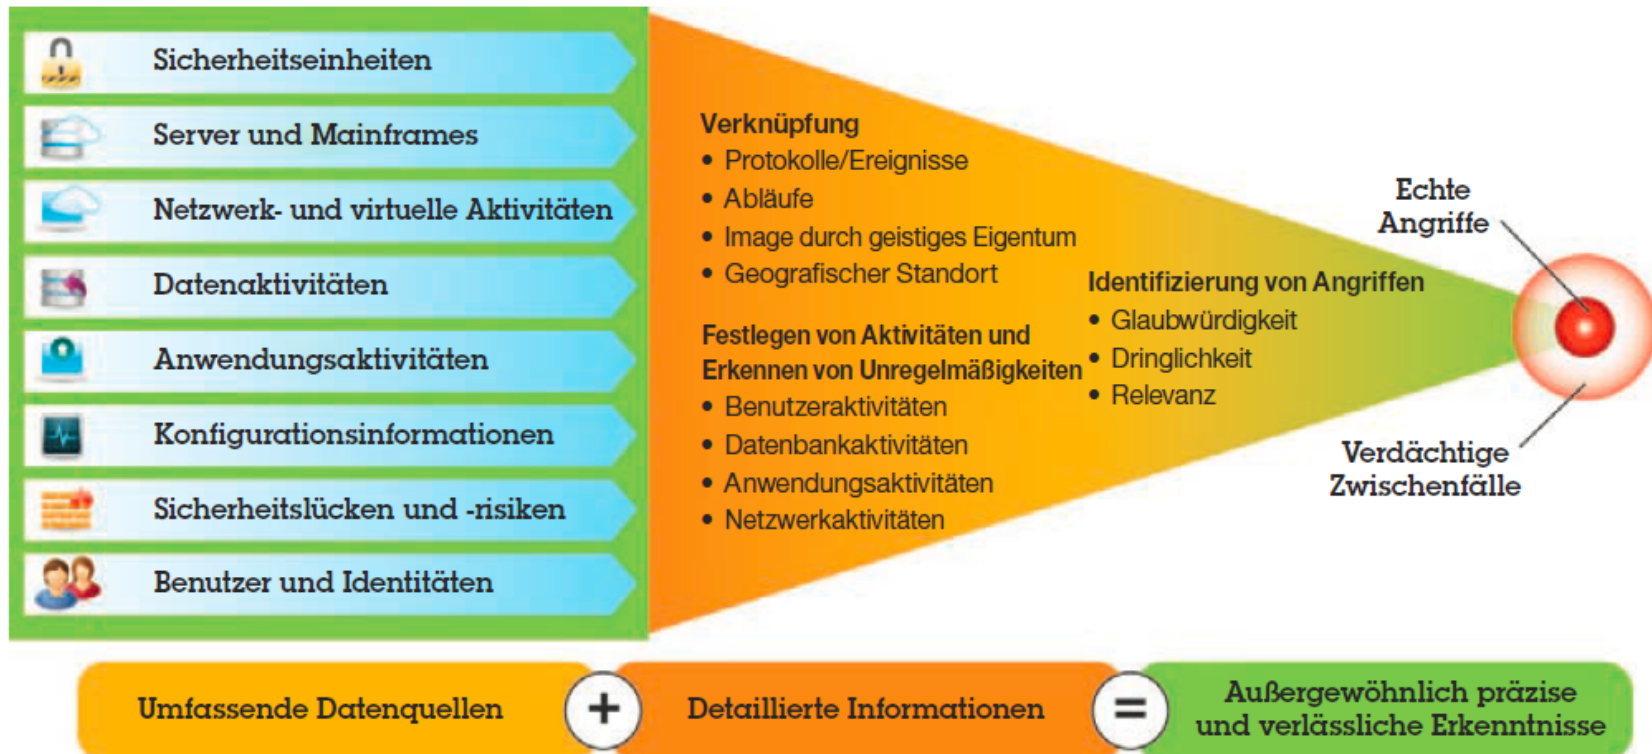 Sicherheitseinheiten
Server und Mainframes
Netzwerk- und virtuelle Aktivitäten
Datenaktivitäten
Anwendungsaktivitäten
Konfigurationsinformationen
Sicherheitslücken und -risiken
Benutzer und Identitäten
Verknüpfung
• Protokolle/Ereignisse
• Abläufe
• Image durch geistiges Eigentum
• Geografischer Standort
Festlegen von Aktivitäten und
Erkennen von Unregelmäßigkeiten
• Benutzeraktivitäten
• Datenbankaktivitäten
• Anwendungsaktivitäten
• Netzwerkaktivitäten
Identifizierung von Angriffen
• Glaubwürdigkeit
• Dringlichkeit
• Relevanz
Echte
Angriffe
Verdächtige
Zwischenfälle
Umfassende Datenquellen
+
Detaillierte Informationen
=
Außergewöhnlich präzise
und verlässliche Erkenntnisse